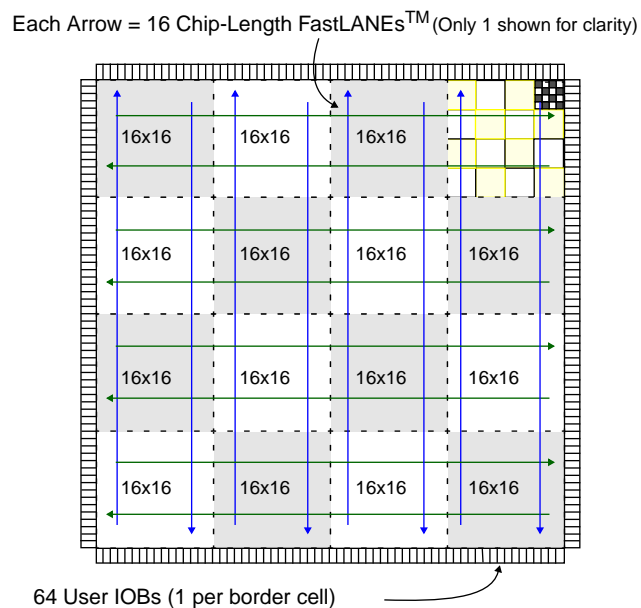 Each Arrow = 16 Chip-Length FastLANEs™ (Only 1 shown for clarity)
16x16 16x16 16x16
16x16 16x16 16x16 16x16
16x16 16x16 16x16 16x16
16x16 16x16 16x16 16x16
64 User IOBs (1 per border cell)